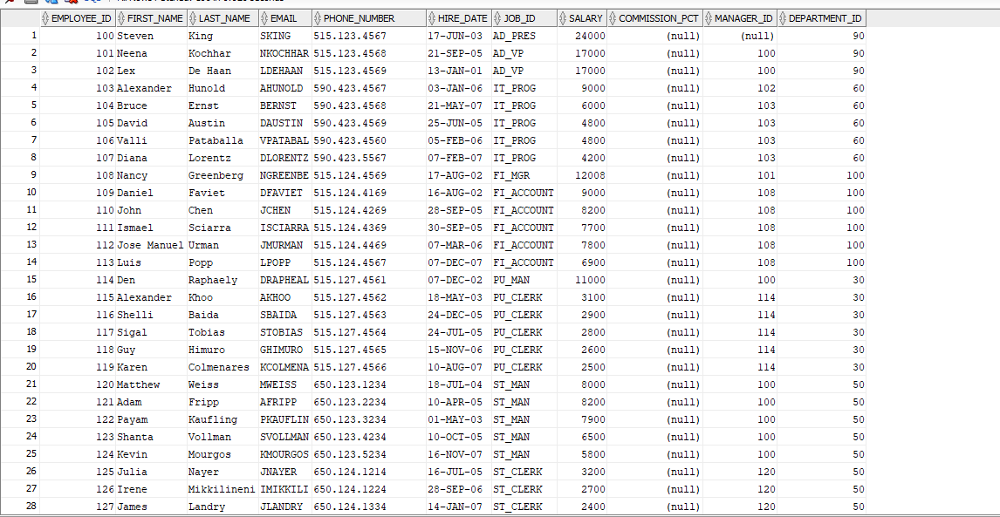 EMPLOYEE_ID FIRST_NAME LAST_NAME EMAIL PHONE_NUMBER HIRE_DATE JOB_ID SALARY COMMISSION_PCT MANAGER_ID DEPARTMENT_ID
1 100 Steven King SKING 515.123.4567 17-JUN-03 AD_PRES 24000 (null) (null) 90
2 101 Neena Kochhar NKOCHHAR 515.123.4568 21-SEP-05 AD_VP 17000 (null) 100 90
3 102 Lex De Haan LDEHAAN 515.123.4569 13-JAN-01 AD_VP 17000 (null) 100 90
4 103 Alexander Hunold AHUNOLD 590.423.4567 03-JAN-06 IT_PROG 9000 (null) 102 60
5 104 Bruce Ernst BERNST 590.423.4568 21-MAY-07 IT_PROG 6000 (null) 103 60
6 105 David Austin DAUSTIN 590.423.4569 25-JUN-05 IT_PROG 4800 (null) 103 60
7 106 Valli Pataballa VPATABAL 590.423.4560 05-FEB-06 IT_PROG 4800 (null) 103 60
8 107 Diana Lorentz DLORENTZ 590.423.5567 07-FEB-07 IT_PROG 4200 (null) 103 60
9 108 Nancy Greenberg NGREENBE 515.124.4569 17-AUG-02 FI_MGR 12008 (null) 101 100
10 109 Daniel Faviet DFAVIET 515.124.4169 16-AUG-02 FI_ACCOUNT 9000 (null) 108 100
11 110 John Chen JCHEN 515.124.4269 28-SEP-05 FI_ACCOUNT 8200 (null) 108 100
12 111 Ismael Sciarra ISCIARRA 515.124.4369 30-SEP-05 FI_ACCOUNT 7700 (null) 108 100
13 112 Jose Manuel Urman JMURMAN 515.124.4469 07-MAR-06 FI_ACCOUNT 7800 (null) 108 100
14 113 Luis Popp LPOPP 515.124.4567 07-DEC-07 FI_ACCOUNT 6900 (null) 108 100
15 114 Den Raphaely DRAPHEAL 515.127.4561 07-DEC-02 PU_MAN 11000 (null) 100 30
16 115 Alexander Khoo AKHOO 515.127.4562 18-MAY-03 PU_CLERK 3100 (null) 114 30
17 116 Shelli Baida SBAIDA 515.127.4563 24-DEC-05 PU_CLERK 2900 (null) 114 30
18 117 Sigal Tobias STOBIAS 515.127.4564 24-JUL-05 PU_CLERK 2800 (null) 114 30
19 118 Guy Himuro GHIMURO 515.127.4565 15-NOV-06 PU_CLERK 2600 (null) 114 30
20 119 Karen Colmenares KCOLMENA 515.127.4566 10-AUG-07 PU_CLERK 2500 (null) 114 30
21 120 Matthew Weiss MWEISS 650.123.1234 18-JUL-04 ST_MAN 8000 (null) 100 50
22 121 Adam Fripp AFRIPP 650.123.2234 10-APR-05 ST_MAN 8200 (null) 100 50
23 122 Payam Kaufling PKAUFLIN 650.123.3234 01-MAY-03 ST_MAN 7900 (null) 100 50
24 123 Shanta Vollman SVOLLMAN 650.123.4234 10-OCT-05 ST_MAN 6500 (null) 100 50
25 124 Kevin Mourgos KMOURGOS 650.123.5234 16-NOV-07 ST_MAN 5800 (null) 100 50
26 125 Julia Nayer JNAYER 650.124.1214 16-JUL-05 ST_CLERK 3200 (null) 120 50
27 126 Irene Mikkilineni IMIKKILI 650.124.1224 28-SEP-06 ST_CLERK 2700 (null) 120 50
28 127 James Landry JLANDRY 650.124.1334 14-JAN-07 ST_CLERK 2400 (null) 120 50